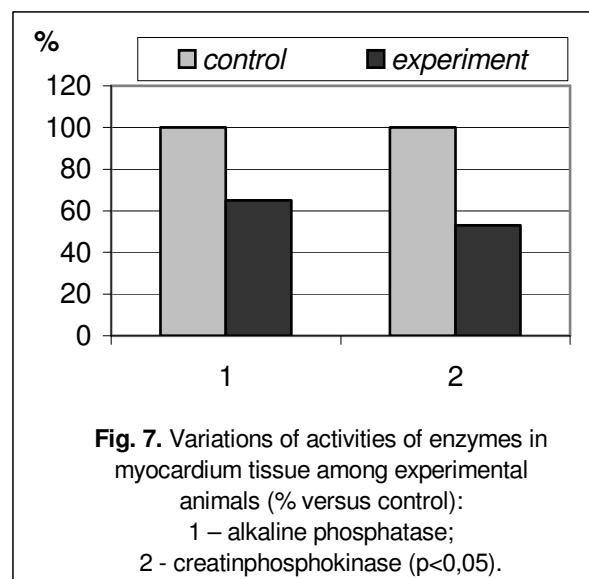 %
control experiment
120
100
80
60
40
20
0
1 2
Fig. 7. Variations of activities of enzymes in
myocardium tissue among experimental
animals (% versus control):
1 – alkaline phosphatase;
2 - creatinphosphokinase (p<0,05).